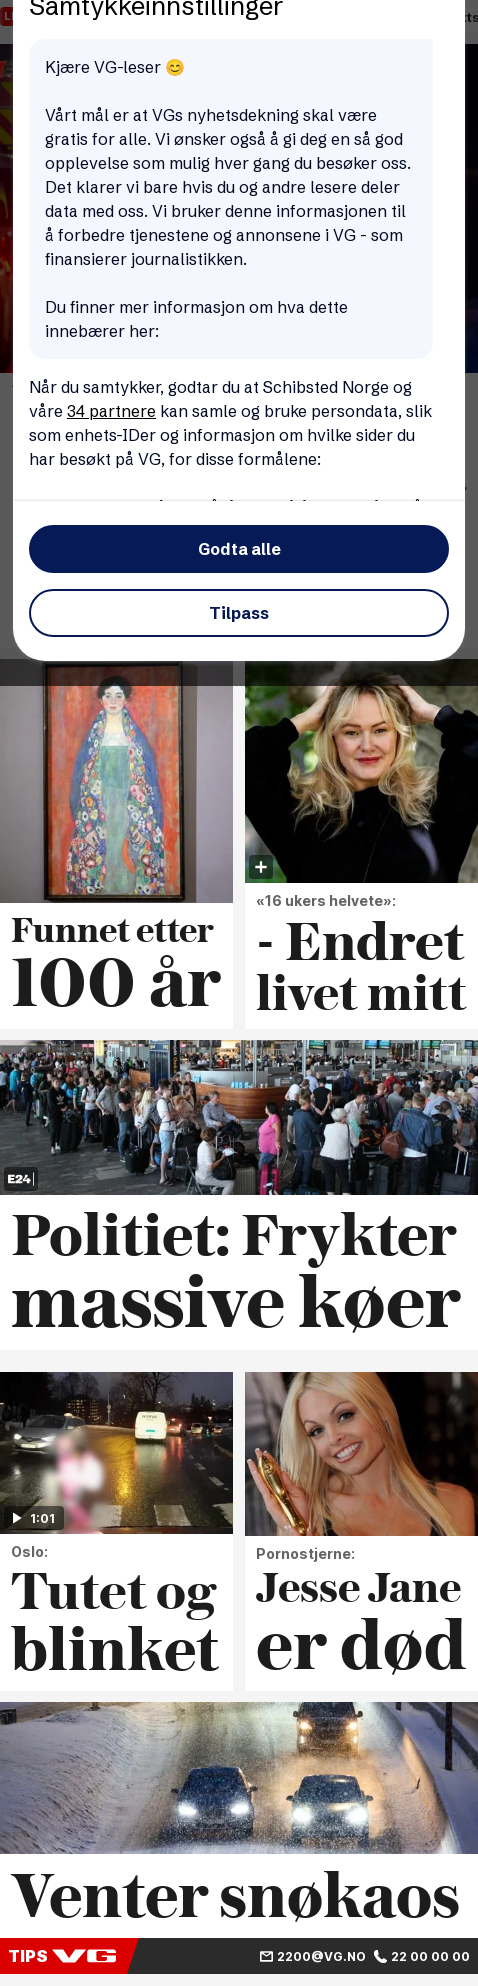 Samtykkeinnstillinger
Kjære VG-leser 😊
Vårt mål er at VGs nyhetsdekning skal være
gratis for alle. Vi ønsker også å gi deg en så god
opplevelse som mulig hver gang du besøker oss.
Det klarer vi bare hvis du og andre lesere deler
data med oss. Vi bruker denne informasjonen til
å forbedre tjenestene og annonsene i VG - som
finansierer journalistikken.
Du finner mer informasjon om hva dette
innebærer her:
Når du samtykker, godtar du at Schibsted Norge og
våre 34 partnere kan samle og bruke persondata, slik
som enhets-IDer og informasjon om hvilke sider du
har besøkt på VG, for disse formålene:
Godta alle
Tilpass
Funnet etter
100 år
«16 ukers helvete»:
- Endret
livet mitt
E24
Politiet: Frykter
massive køer
1:01
Oslo:
Tutet og
blinket
Pornostjerne:
Jesse Jane
er død
Venter snøkaos
TIPS VG 2200@VG.NO 22 00 00 00